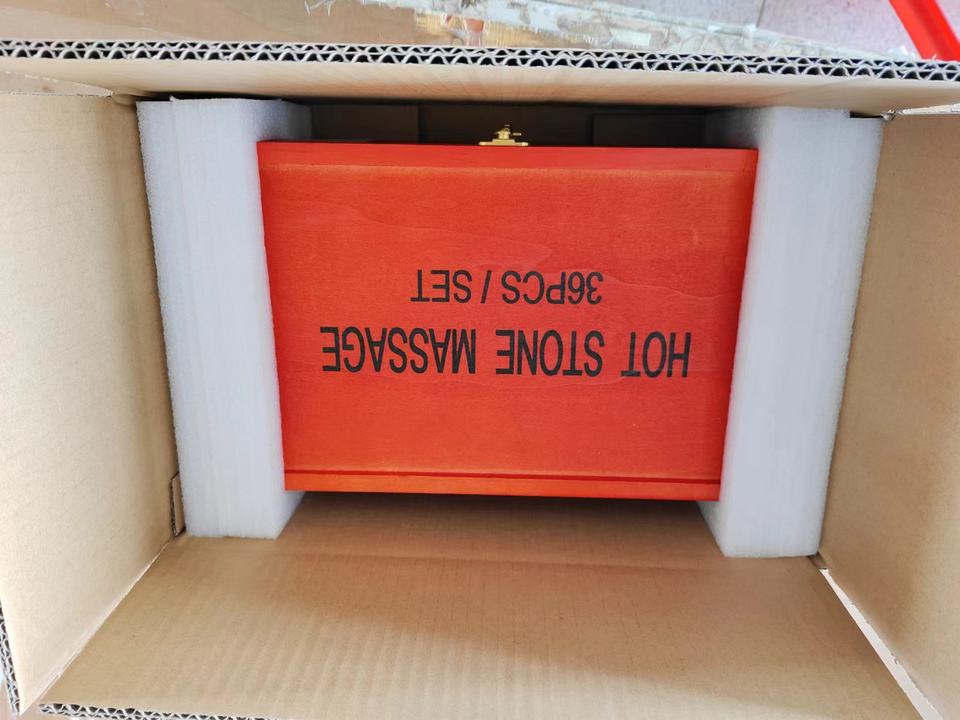 HOT STONE MASSAGE
36PCS / SET